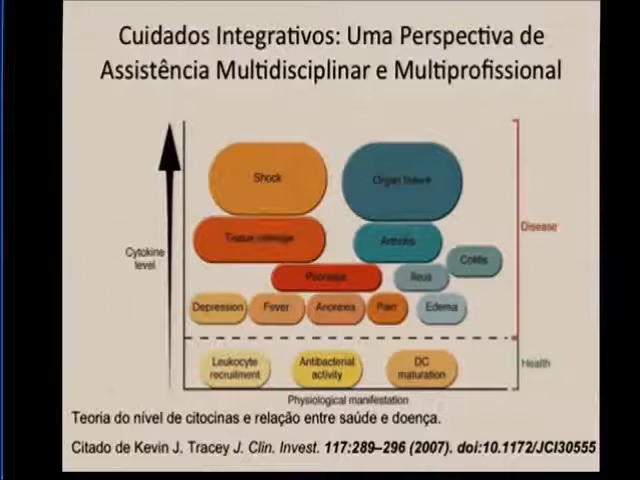 Cuidados Integrativos: Uma Perspectiva de
Assistência Multidisciplinar e Multiprofissional
Shock
Organ failure
Tissue damage
Arthritis
Disease
Cytokine
level
Colitis
Psoriasis
Ileus
Depression
Fever
Anorexia
Pain
Edema
Leukocyte
recruitment
Antibacterial
activity
DC
maturation
Health
Physiological manifestation
Teoria do nível de citocinas e relação entre saúde e doença.
Citado de Kevin J. Tracey J. Clin. Invest. 117:289–296 (2007). doi:10.1172/JCI30555